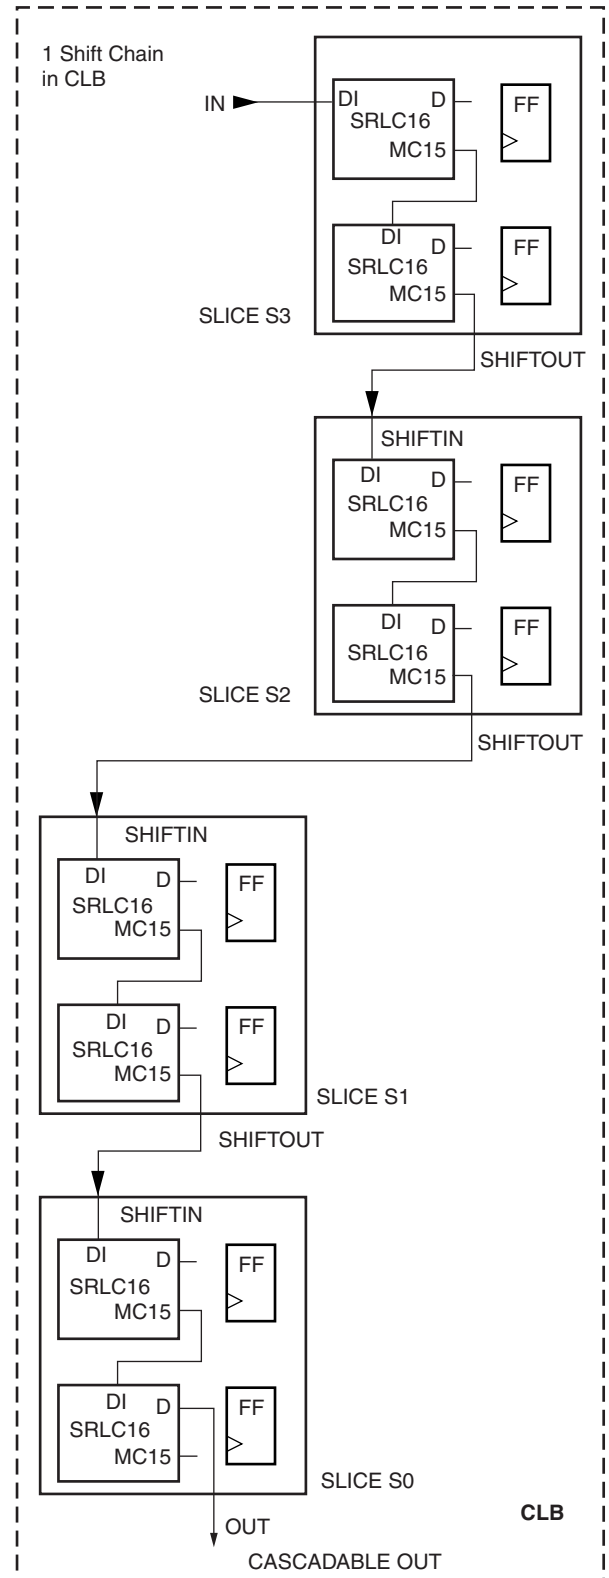 1 Shift Chain
in CLB
IN
DI
D
SRLC16
MC15
FF
DI
D
SRLC16
MC15
FF
SLICE S3
SHIFTOUT
SHIFTIN
DI
D
SRLC16
MC15
FF
DI
D
SRLC16
MC15
FF
SLICE S2
SHIFTOUT
SHIFTIN
DI
D
SRLC16
MC15
FF
DI
D
SRLC16
MC15
FF
SLICE S1
SHIFTOUT
SHIFTIN
DI
D
SRLC16
MC15
FF
DI
D
SRLC16
MC15
FF
SLICE S0
OUT
CLB
CASCADABLE OUT